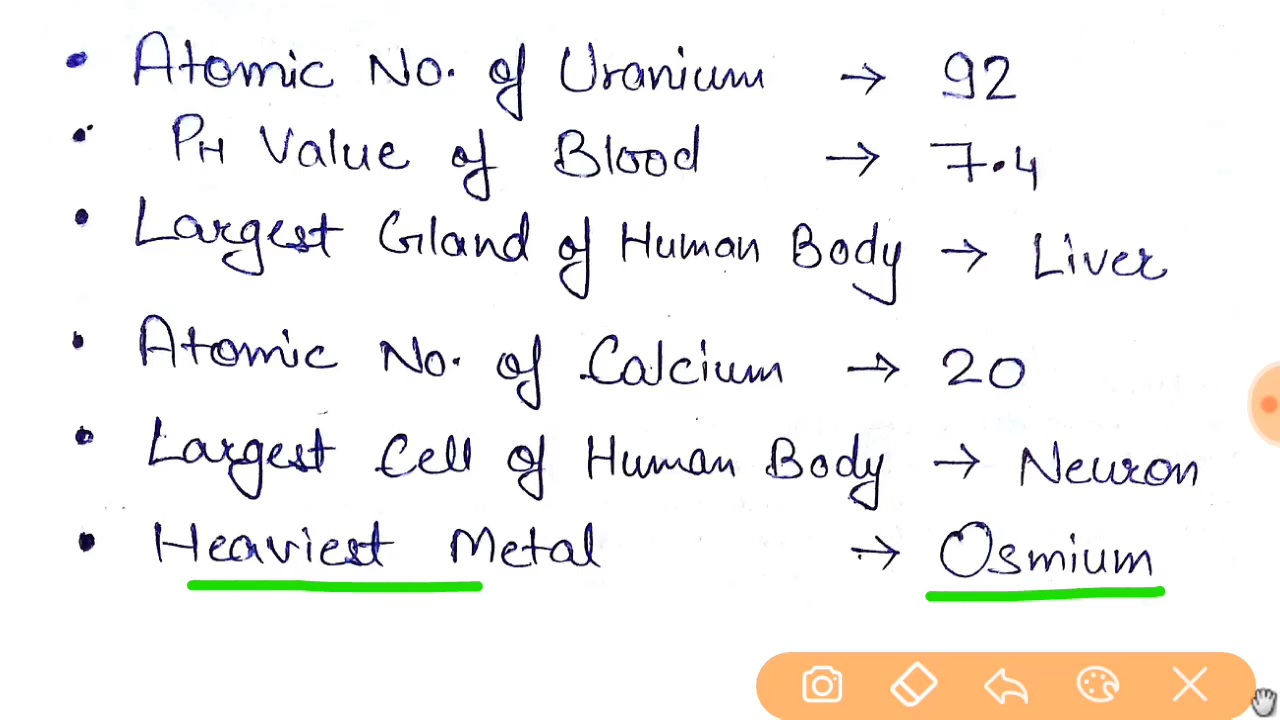 • Atomic No. of Uranium → 92
• PH Value of Blood → 7.4
• Largest Gland of Human Body → Liver
• Atomic No. of Calcium → 20
• Largest Cell of Human Body → Neuron
• Heaviest Metal → Osmium